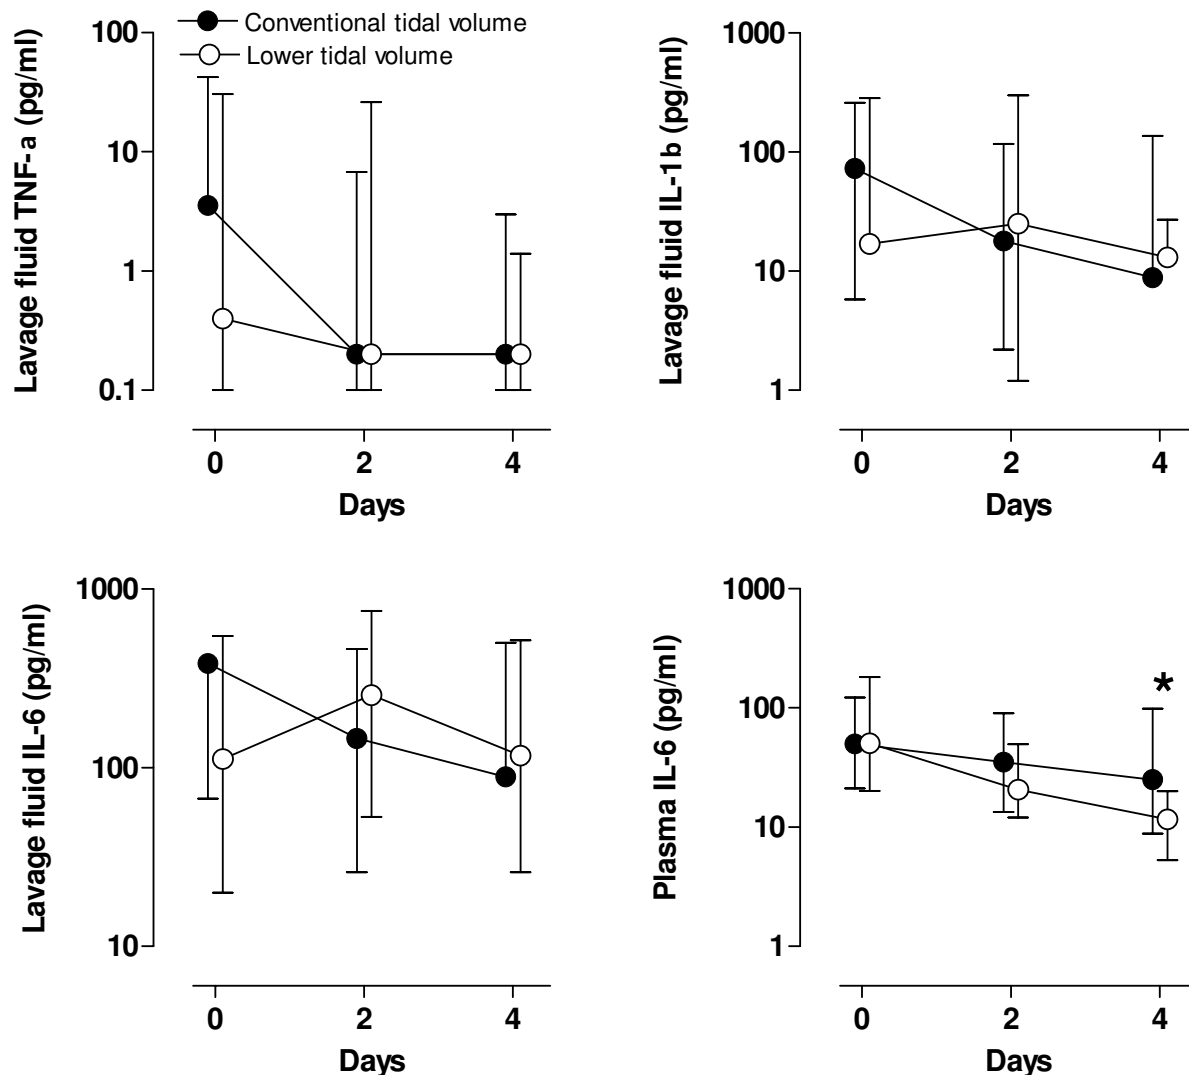 Conventional tidal volume
Lower tidal volume
Lavage fluid TNF-a (pg/ml)
100
10
1
0.1
0 2 4
Days
Lavage fluid IL-1b (pg/ml)
1000
100
10
1
0 2 4
Days
Lavage fluid IL-6 (pg/ml)
1000
100
10
0 2 4
Days
Plasma IL-6 (pg/ml)
1000
100
10
1
*
0 2 4
Days